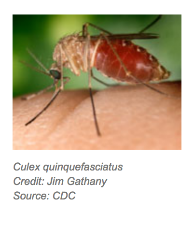 Culex quinquefasciatus
Credit: Jim Gathany
Source: CDC